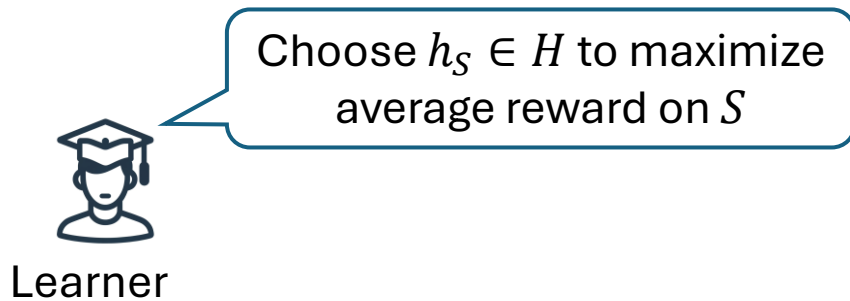 Choose h_S ∈ H to maximize
average reward on S
Learner